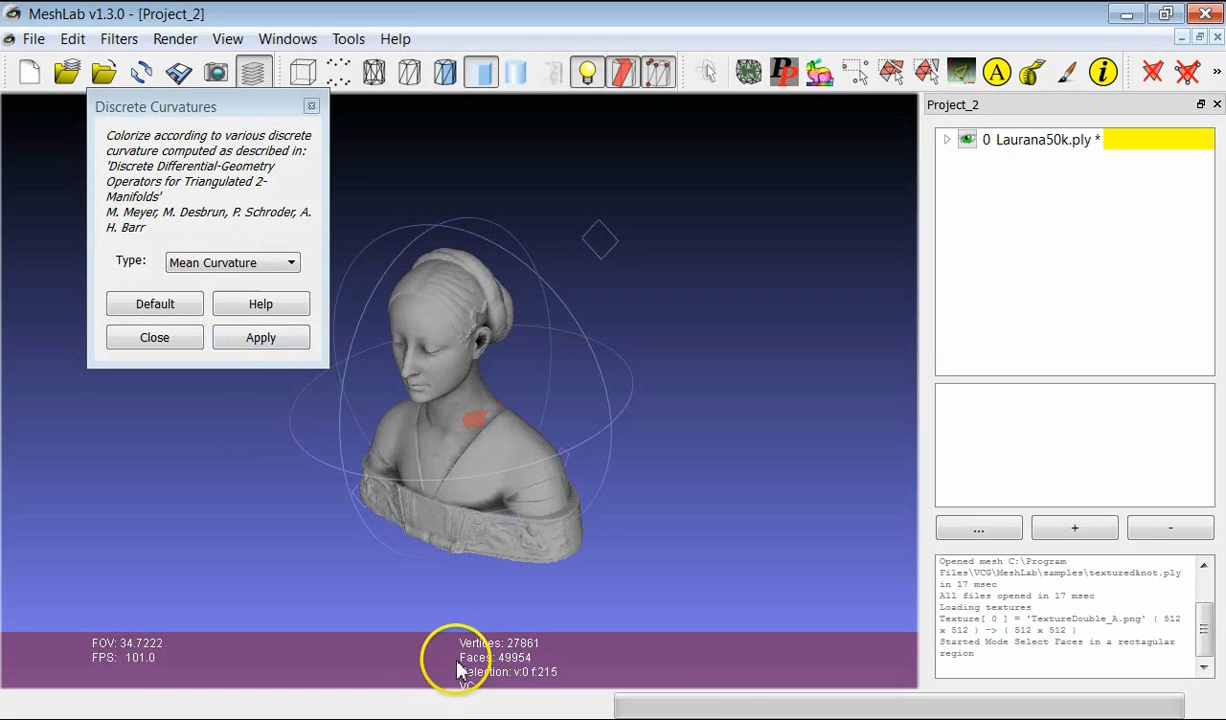 MeshLab v1.3.0 - [Project_2]
File Edit Filters Render View Windows Tools Help
Discrete Curvatures
Colorize according to various discrete
curvature computed as described in:
'Discrete Differential-Geometry
Operators for Triangulated 2-
Manifolds'
M. Meyer, M. Desbrun, P. Schroder, A.
H. Barr
Type: Mean Curvature
Default Help
Close Apply
Project_2
0 Laurana50k.ply *
... + -
Opened mesh C:\Program
Files\VCG\MeshLab\samples\texturedknot.ply
in 17 msec
All files opened in 17 msec
Loading textures
Texture[ 0 ] = 'TextureDouble_A.png' ( 512
x 512 ) -> ( 512 x 512 )
Started Mode Select Faces in a rectagular
region
FOV: 34.7222
FPS: 101.0
Vertices: 27861
Faces: 49954
Selection: v:0 f:215
VC